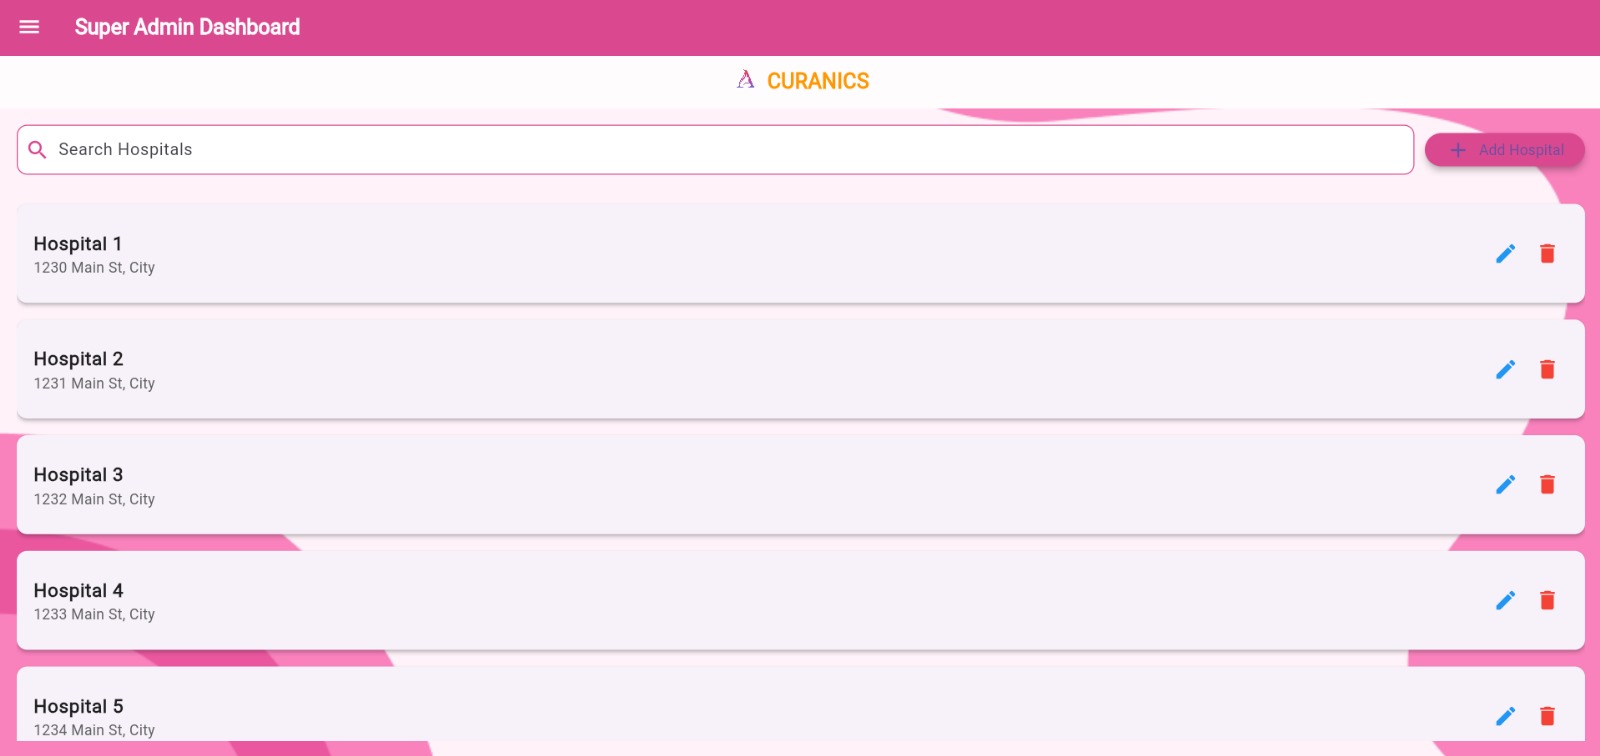 Super Admin Dashboard
CURANICS
Search Hospitals
Add Hospital
Hospital 1
1230 Main St, City
Hospital 2
1231 Main St, City
Hospital 3
1232 Main St, City
Hospital 4
1233 Main St, City
Hospital 5
1234 Main St, City